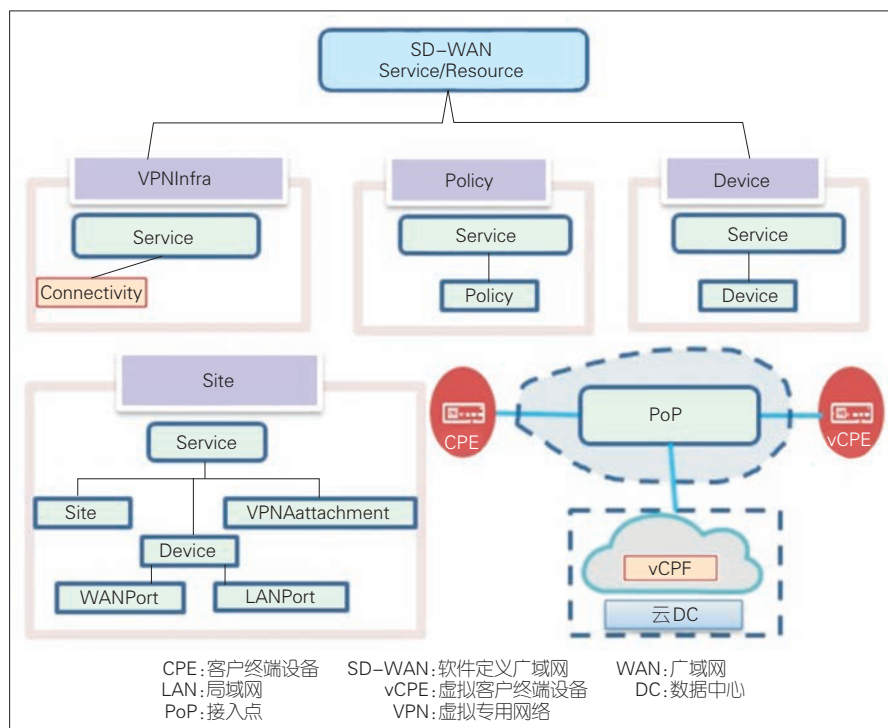 SD-WAN
Service/Resource
VPNInfra
Policy
Device
Service
Service
Service
Connectivity
Policy
Device
Site
Service
Site
VPNAattachment
Device
WANPort
LANPort
CPE
PoP
vCPE
vCPF
云DC
CPE:客户终端设备 SD-WAN:软件定义广域网 WAN:广域网
LAN:局域网 vCPE:虚拟客户终端设备 DC:数据中心
PoP:接入点 VPN:虚拟专用网络